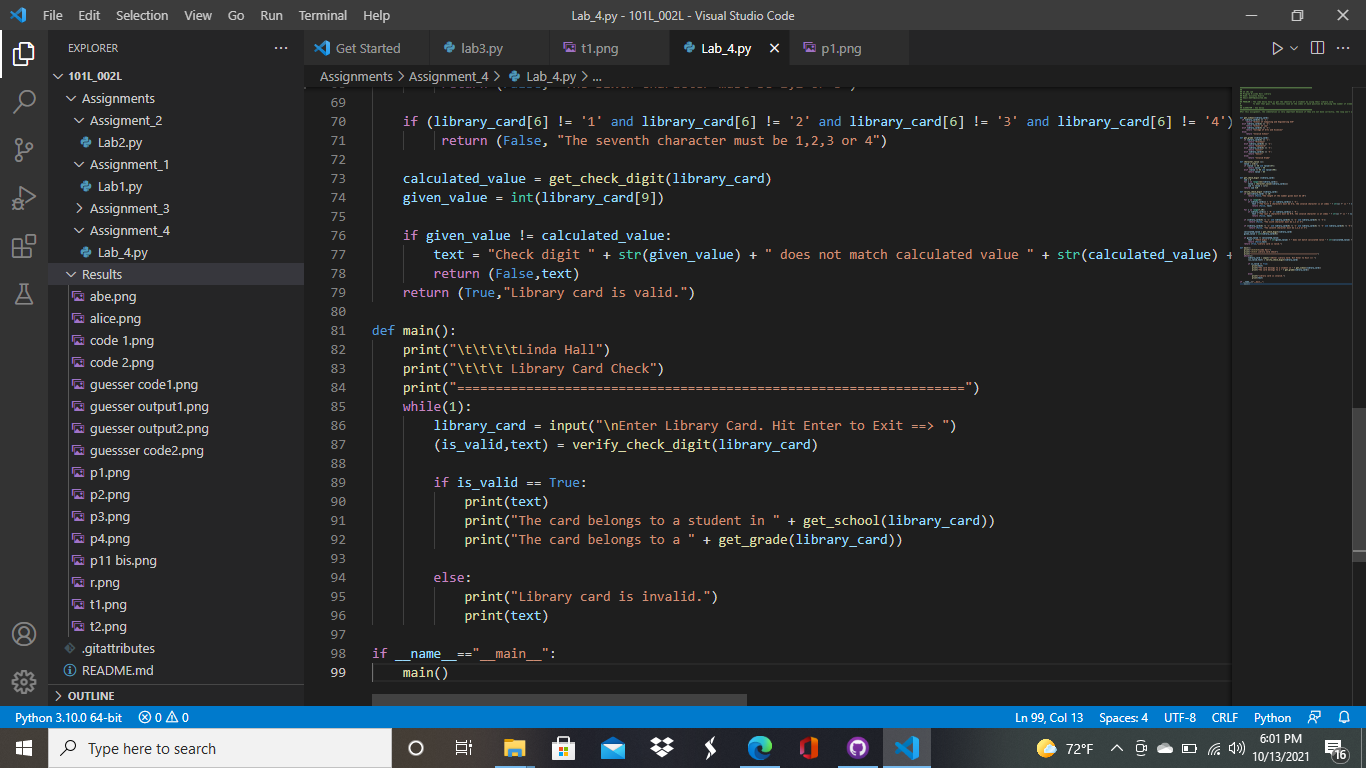 File Edit Selection View Go Run Terminal Help Lab_4.py - 101L_002L - Visual Studio Code
EXPLORER
101L_002L
Assignments
Assigment_2
Lab2.py
Assignment_1
Lab1.py
Assignment_3
Assignment_4
Lab_4.py
Results
abe.png
alice.png
code 1.png
code 2.png
guesser code1.png
guesser output1.png
guesser output2.png
guessser code2.png
p1.png
p2.png
p3.png
p4.png
p11 bis.png
r.png
t1.png
t2.png
.gitattributes
README.md
OUTLINE
Get Started lab3.py t1.png Lab_4.py p1.png
Assignments > Assignment_4 > Lab_4.py > ...
69
70 if (library_card[6] != '1' and library_card[6] != '2' and library_card[6] != '3' and library_card[6] != '4')
71 return (False, "The seventh character must be 1,2,3 or 4")
72
73 calculated_value = get_check_digit(library_card)
74 given_value = int(library_card[9])
75
76 if given_value != calculated_value:
77 text = "Check digit " + str(given_value) + " does not match calculated value " + str(calculated_value) +
78 return (False,text)
79 return (True,"Library card is valid.")
80
81 def main():
82 print("\t\t\t\tLinda Hall")
83 print("\t\t\t Library Card Check")
84 print("==================================================================")
85 while(1):
86 library_card = input("\nEnter Library Card. Hit Enter to Exit ==> ")
87 (is_valid,text) = verify_check_digit(library_card)
88
89 if is_valid == True:
90 print(text)
91 print("The card belongs to a student in " + get_school(library_card))
92 print("The card belongs to a " + get_grade(library_card))
93
94 else:
95 print("Library card is invalid.")
96 print(text)
97
98 if __name__=="__main__":
99 main()
Python 3.10.0 64-bit 0 0 Ln 99, Col 13 Spaces: 4 UTF-8 CRLF Python
Type here to search 72°F 6:01 PM
10/13/2021 16